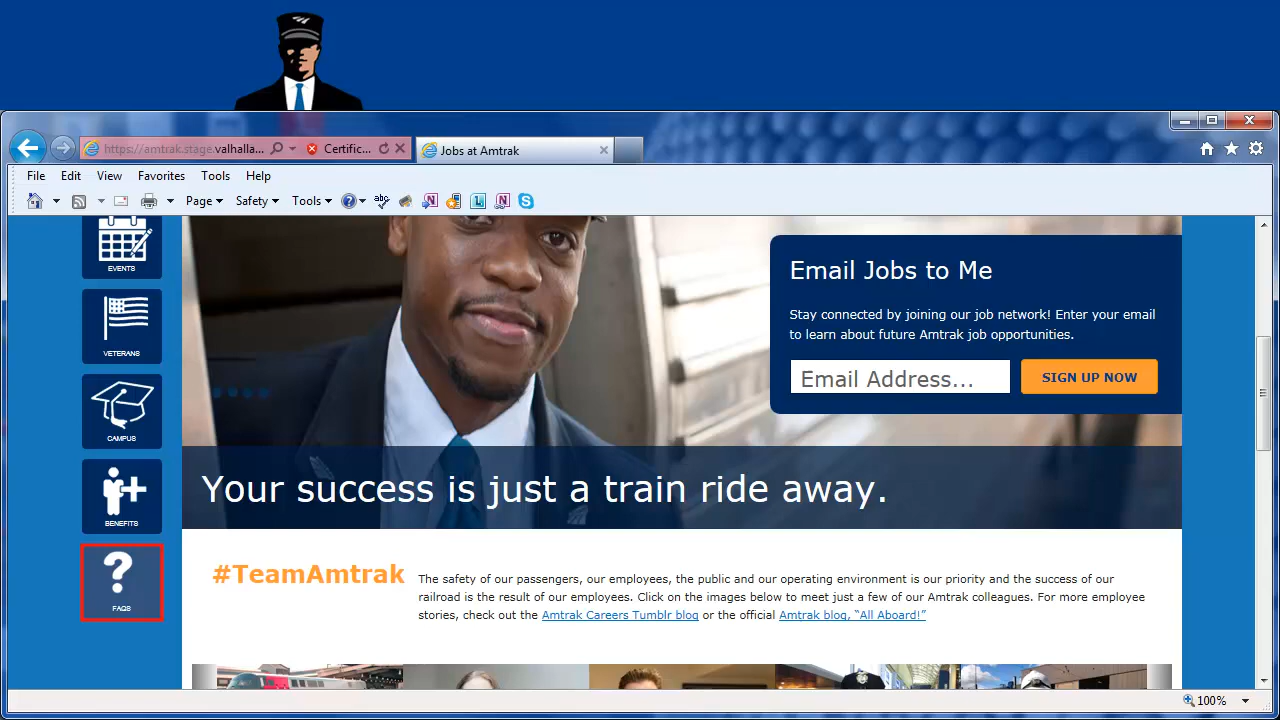 https://amtrak.stage.valhalla...
Certific...
Jobs at Amtrak
File Edit View Favorites Tools Help
Page Safety Tools
EVENTS
VETERANS
CAMPUS
BENEFITS
FAQS
Email Jobs to Me
Stay connected by joining our job network! Enter your email
to learn about future Amtrak job opportunities.
Email Address...
SIGN UP NOW
Your success is just a train ride away.
#TeamAmtrak
The safety of our passengers, our employees, the public and our operating environment is our priority and the success of our
railroad is the result of our employees. Click on the images below to meet just a few of our Amtrak colleagues. For more employee
stories, check out the Amtrak Careers Tumblr blog or the official Amtrak blog, “All Aboard!”
100%